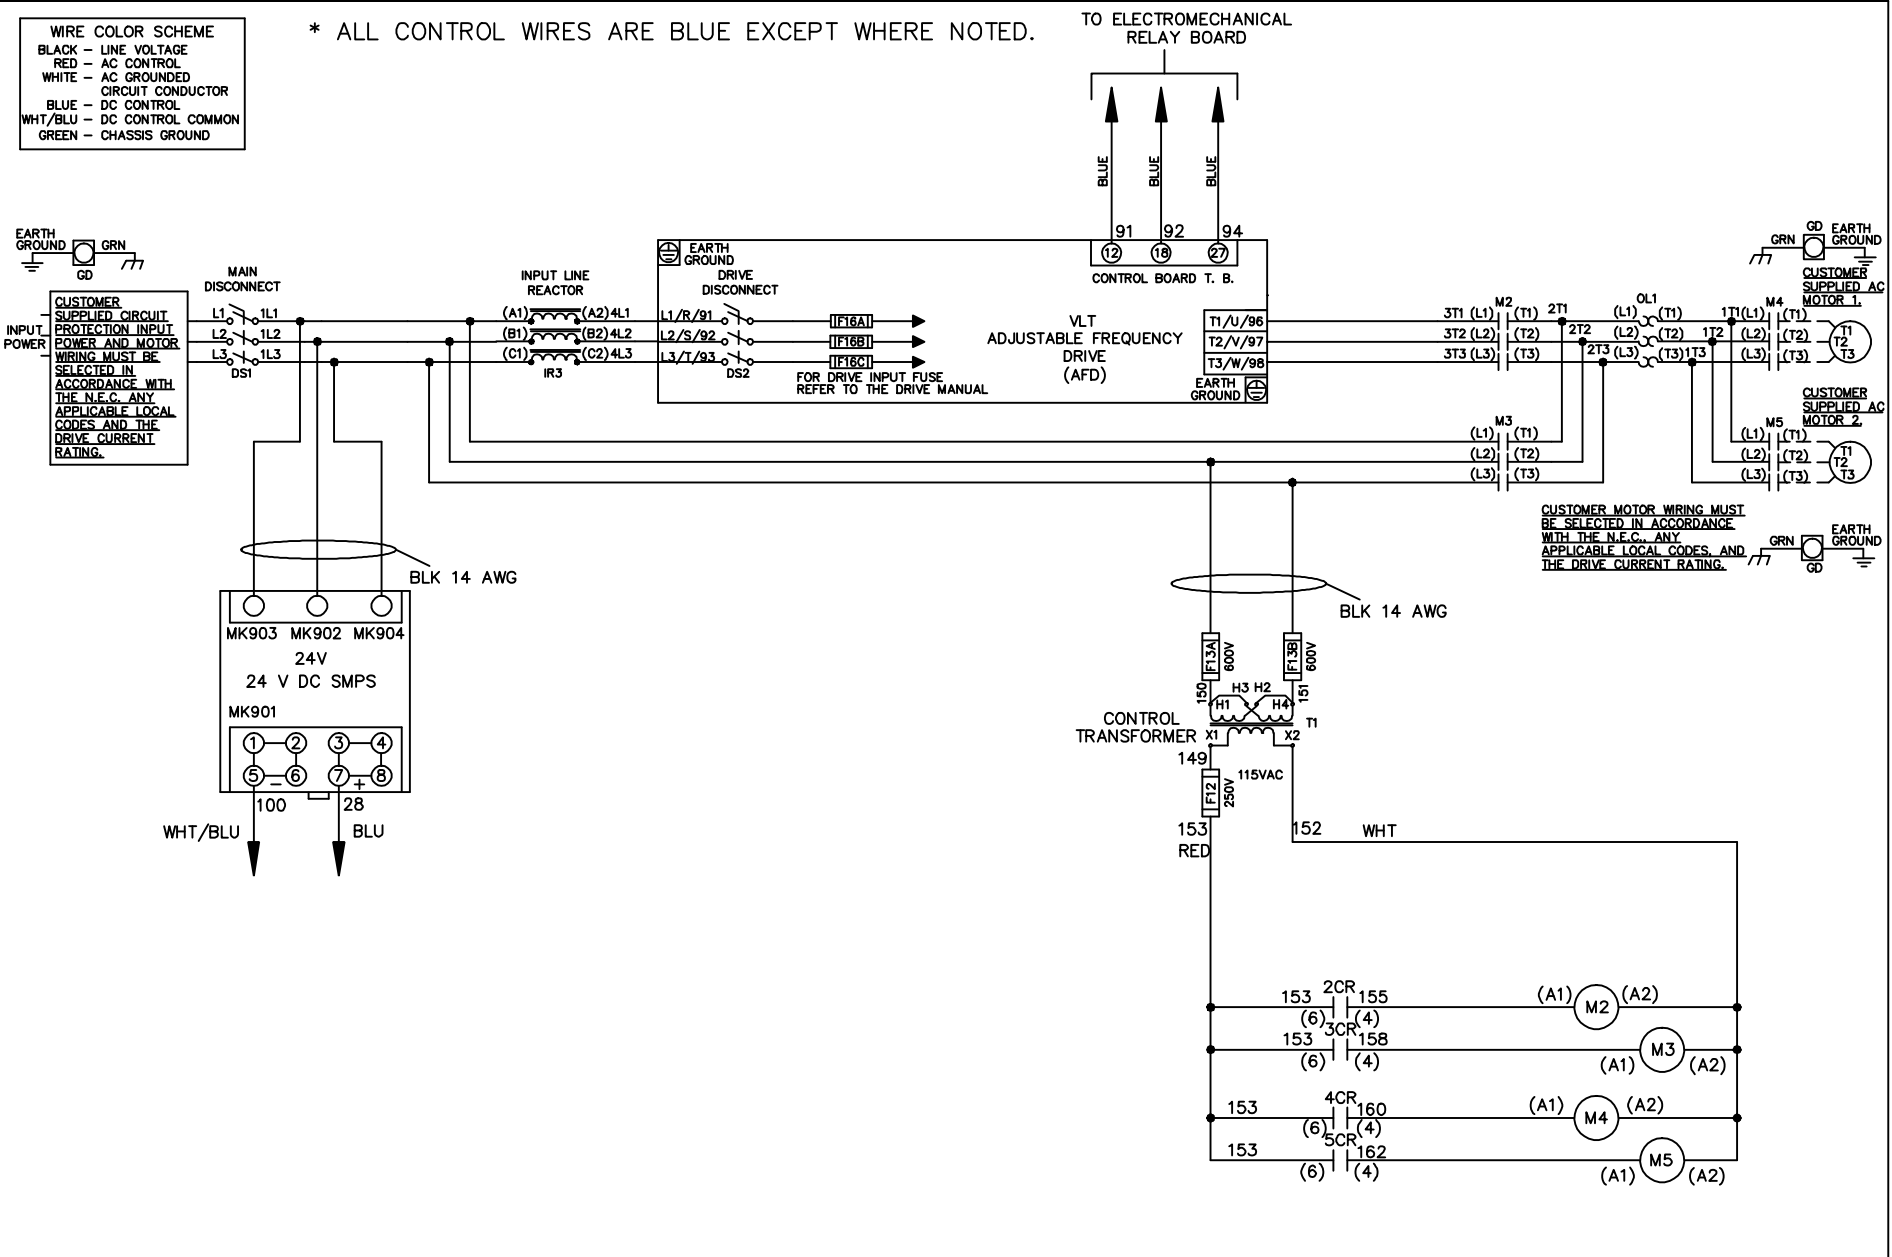 WIRE COLOR SCHEME
BLACK – LINE VOLTAGE
RED – AC CONTROL
WHITE – AC GROUNDED
CIRCUIT CONDUCTOR
BLUE – DC CONTROL
WHT/BLU – DC CONTROL COMMON
GREEN – CHASSIS GROUND
* ALL CONTROL WIRES ARE BLUE EXCEPT WHERE NOTED.
TO ELECTROMECHANICAL
RELAY BOARD
BLUE
BLUE
BLUE
91 92 94
12 18 27
CONTROL BOARD T. B.
EARTH
GROUND
GRN
GD
INPUT
POWER
CUSTOMER
SUPPLIED CIRCUIT
PROTECTION INPUT
POWER AND MOTOR
WIRING MUST BE
SELECTED IN
ACCORDANCE WITH
THE N.E.C. ANY
APPLICABLE LOCAL
CODES AND THE
DRIVE CURRENT
RATING.
MAIN
DISCONNECT
L1 1L1
L2 1L2
L3 1L3
DS1
INPUT LINE
REACTOR
(A1) (A2) 4L1
(B1) (B2) 4L2
(C1) (C2) 4L3
IR3
EARTH
GROUND
DRIVE
DISCONNECT
L1/R/91
L2/S/92
L3/T/93
DS2
F16A
F16B
F16C
FOR DRIVE INPUT FUSE
REFER TO THE DRIVE MANUAL
VLT
ADJUSTABLE FREQUENCY
DRIVE
(AFD)
T1/U/96
T2/V/97
T3/W/98
EARTH
GROUND
M2
3T1 (L1) (T1) 2T1
3T2 (L2) (T2) 2T2
3T3 (L3) (T3) 2T3
OL1
(L1) (T1) 1T1
(L2) (T2) 1T2
(L3) (T3) 1T3
M4
(L1) (T1)
(L2) (T2)
(L3) (T3)
T1
T2
T3
GRN
GD
EARTH
GROUND
CUSTOMER
SUPPLIED AC
MOTOR 1.
M3
(L1) (T1)
(L2) (T2)
(L3) (T3)
M5
(L1) (T1)
(L2) (T2)
(L3) (T3)
T1
T2
T3
CUSTOMER
SUPPLIED AC
MOTOR 2.
CUSTOMER MOTOR WIRING MUST
BE SELECTED IN ACCORDANCE
WITH THE N.E.C., ANY
APPLICABLE LOCAL CODES, AND
THE DRIVE CURRENT RATING.
GRN
GD
EARTH
GROUND
BLK 14 AWG
MK903 MK902 MK904
24V
24 V DC SMPS
MK901
1 2 3 4
5 – 6 7 + 8
100 28
WHT/BLU BLU
BLK 14 AWG
F13A 600V
F13B 600V
150 151
H3 H2
H1 H4
CONTROL
TRANSFORMER
T1
X1 X2
149
115VAC
F12 250V
153
RED
152 WHT
2CR
153 155 (A1) M2 (A2)
(6) (4)
3CR
153 158 M3
(6) (4) (A1) (A2)
4CR
153 160 (A1) M4 (A2)
(6) (4)
5CR
153 162 M5
(6) (4) (A1) (A2)